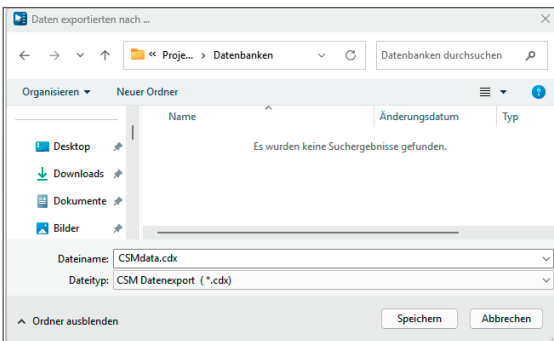 Daten exportierten nach ...
« Proje... › Datenbanken
Datenbanken durchsuchen
Organisieren
Neuer Ordner
Name
Änderungsdatum
Typ
Desktop
Es wurden keine Suchergebnisse gefunden.
Downloads
Dokumente
Bilder
Dateiname: CSMdata.cdx
Dateityp: CSM Datenexport ( *.cdx)
Ordner ausblenden
Speichern
Abbrechen